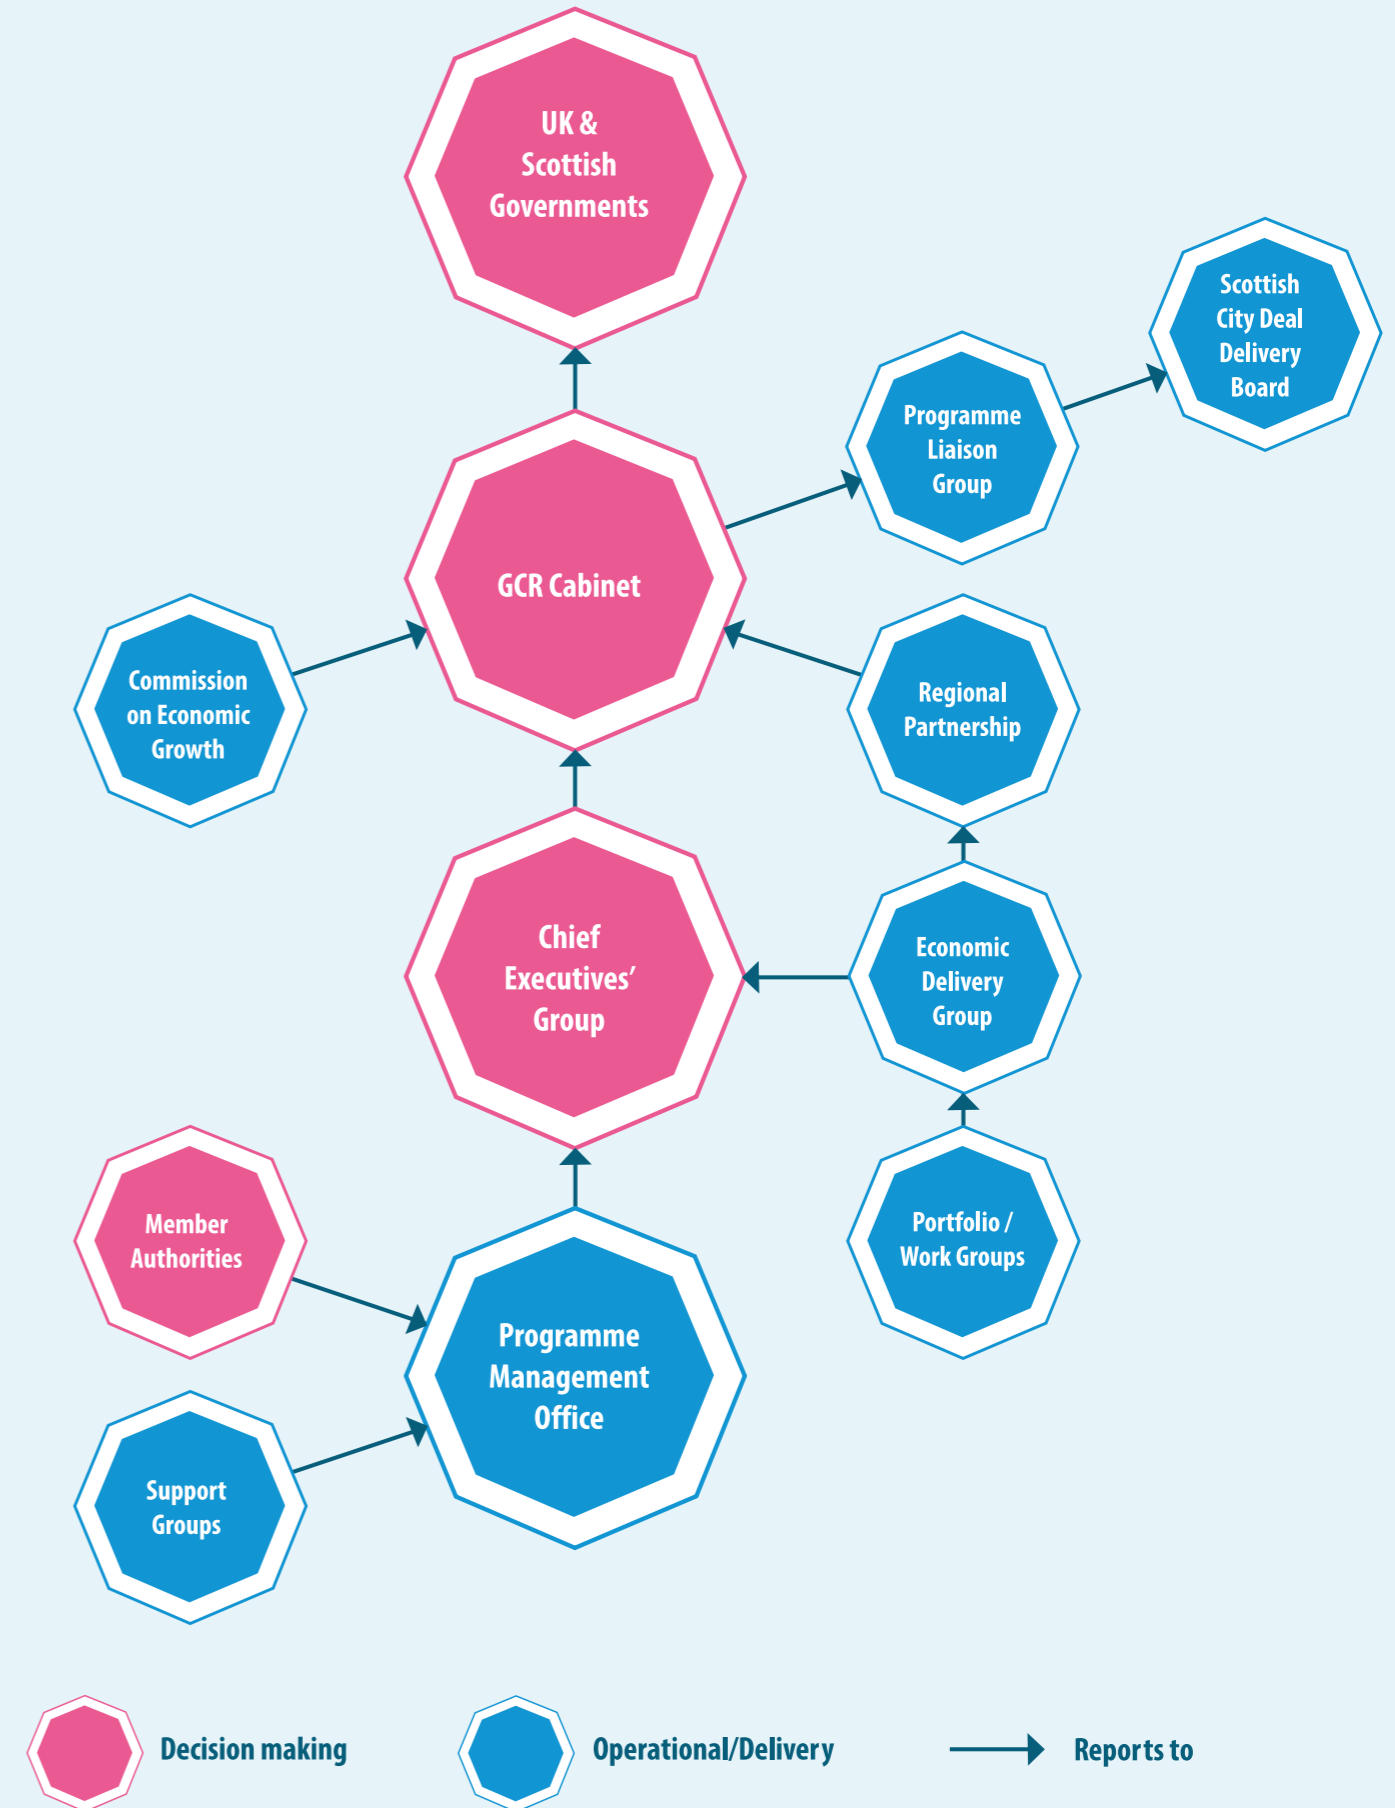 UK &
Scottish
Governments
Scottish
City Deal
Delivery
Board
Programme
Liaison
Group
GCR Cabinet
Commission
on Economic
Growth
Regional
Partnership
Chief
Executives’
Group
Economic
Delivery
Group
Member
Authorities
Portfolio /
Work Groups
Programme
Management
Office
Support
Groups
Decision making
Operational/Delivery
Reports to